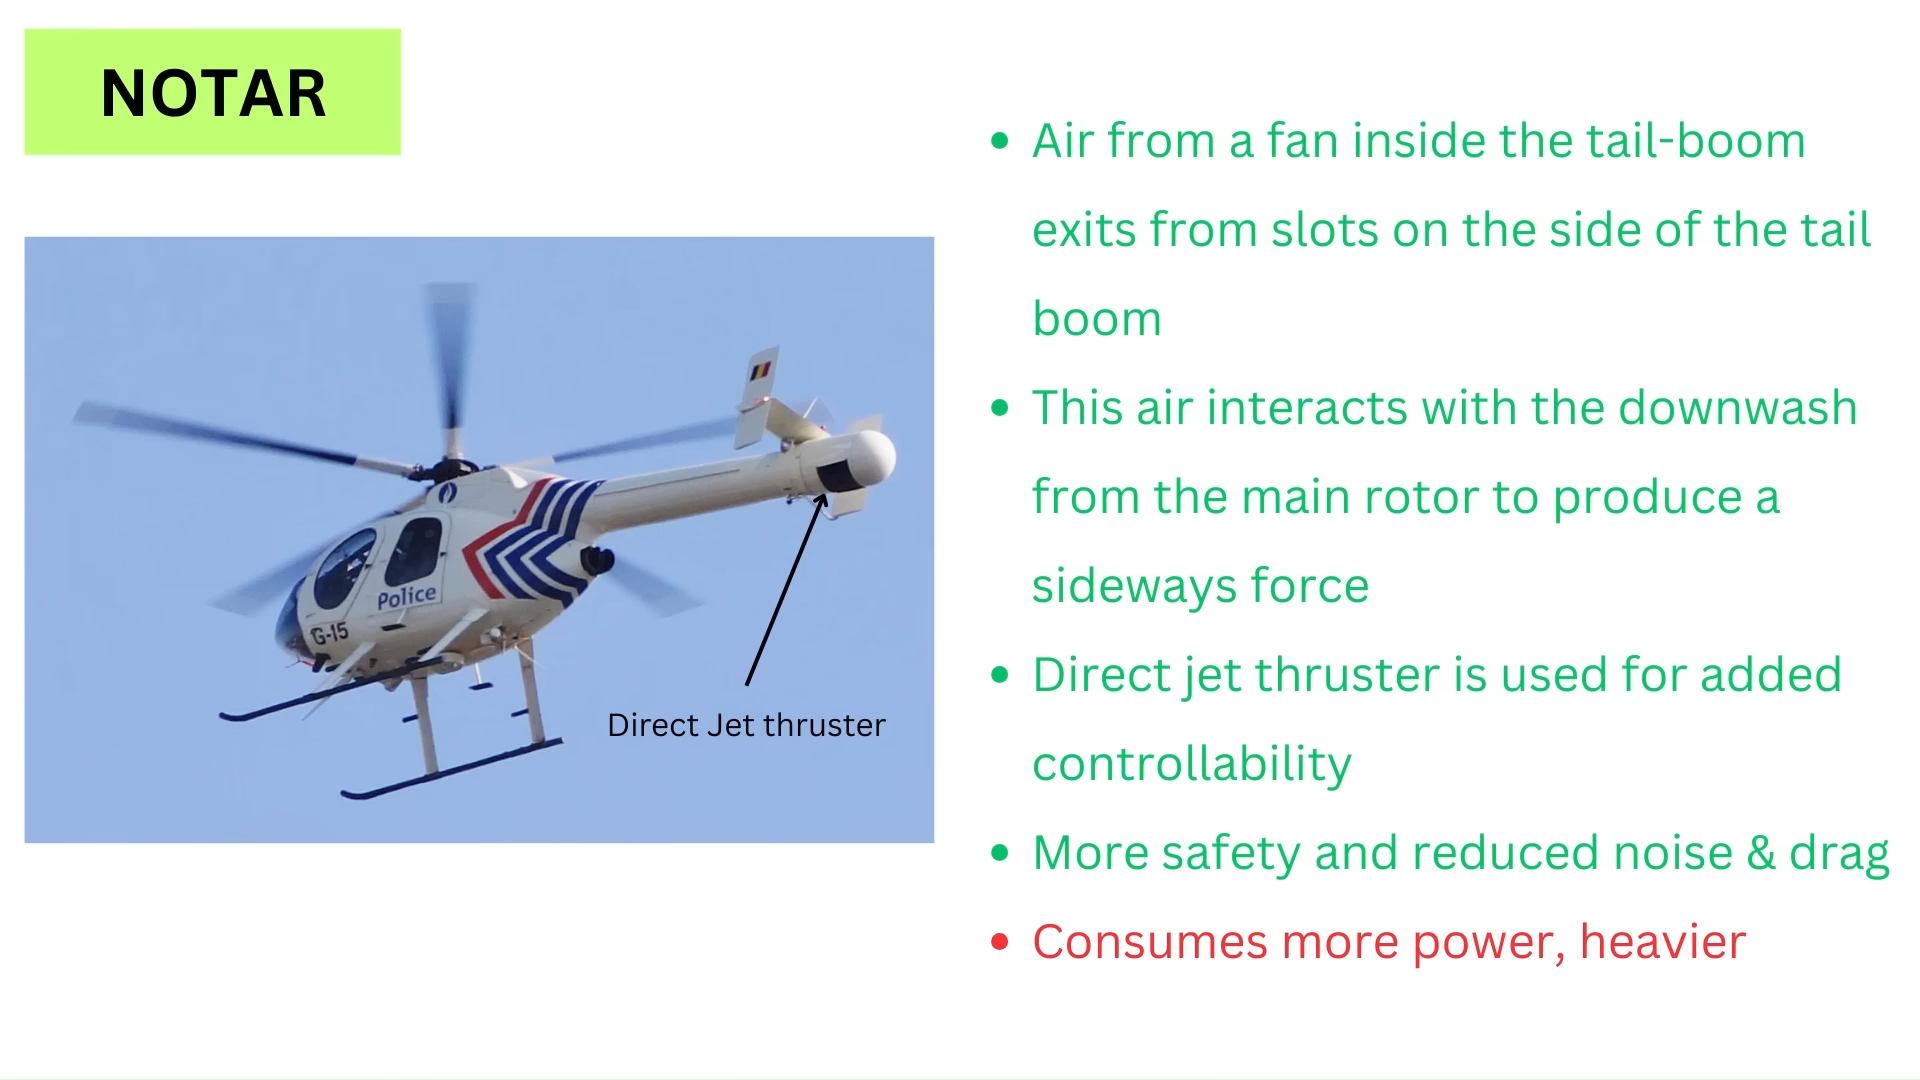 NOTAR
Police
G-15
Direct Jet thruster
• Air from a fan inside the tail-boom
exits from slots on the side of the tail
boom
• This air interacts with the downwash
from the main rotor to produce a
sideways force
• Direct jet thruster is used for added
controllability
• More safety and reduced noise & drag
• Consumes more power, heavier